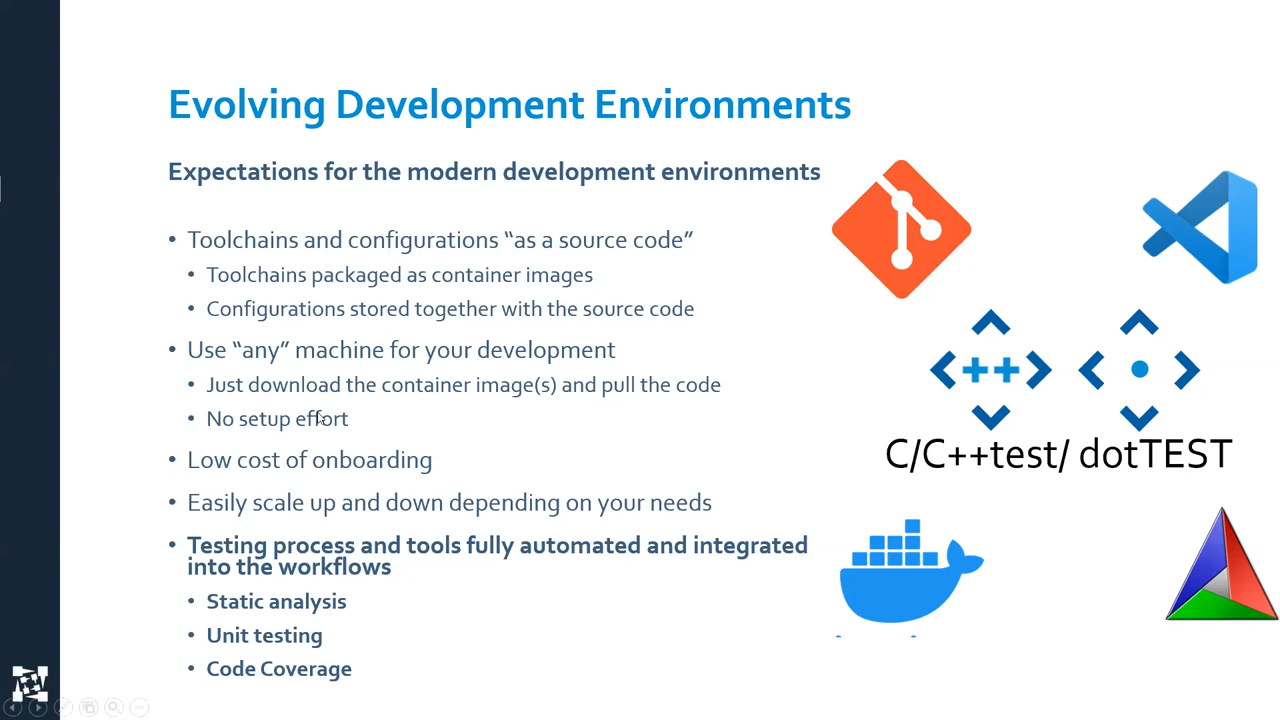 Evolving Development Environments
Expectations for the modern development environments
• Toolchains and configurations “as a source code”
• Toolchains packaged as container images
• Configurations stored together with the source code
• Use “any” machine for your development
• Just download the container image(s) and pull the code
• No setup effort
• Low cost of onboarding
• Easily scale up and down depending on your needs
• Testing process and tools fully automated and integrated
into the workflows
• Static analysis
• Unit testing
• Code Coverage
++
C/C++test/ dotTEST